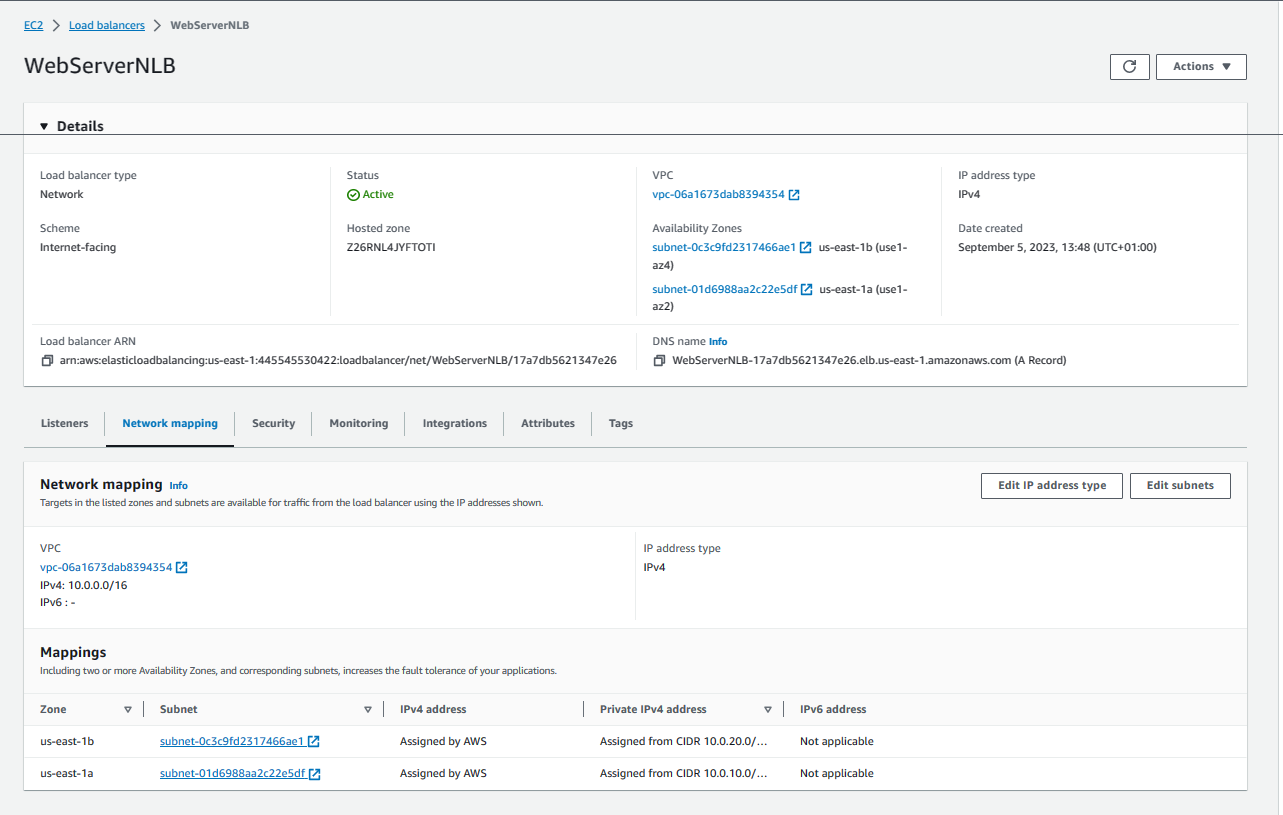 EC2 > Load balancers > WebServerNLB
WebServerNLB
Actions
Details
Load balancer type
Network
Status
Active
VPC
vpc-06a1673dab8394354
IP address type
IPv4
Scheme
Internet-facing
Hosted zone
Z26RNL4JYFTOTI
Availability Zones
subnet-0c3c9fd2317466ae1 us-east-1b (use1-
az4)
subnet-01d6988aa2c22e5df us-east-1a (use1-
az2)
Date created
September 5, 2023, 13:48 (UTC+01:00)
Load balancer ARN
arn:aws:elasticloadbalancing:us-east-1:445545530422:loadbalancer/net/WebServerNLB/17a7db5621347e26
DNS name Info
WebServerNLB-17a7db5621347e26.elb.us-east-1.amazonaws.com (A Record)
Listeners Network mapping Security Monitoring Integrations Attributes Tags
Network mapping Info
Targets in the listed zones and subnets are available for traffic from the load balancer using the IP addresses shown.
Edit IP address type Edit subnets
VPC
vpc-06a1673dab8394354
IPv4: 10.0.0.0/16
IPv6 : -
IP address type
IPv4
Mappings
Including two or more Availability Zones, and corresponding subnets, increases the fault tolerance of your applications.
Zone Subnet IPv4 address Private IPv4 address IPv6 address
us-east-1b subnet-0c3c9fd2317466ae1 Assigned by AWS Assigned from CIDR 10.0.20.0/... Not applicable
us-east-1a subnet-01d6988aa2c22e5df Assigned by AWS Assigned from CIDR 10.0.10.0/... Not applicable